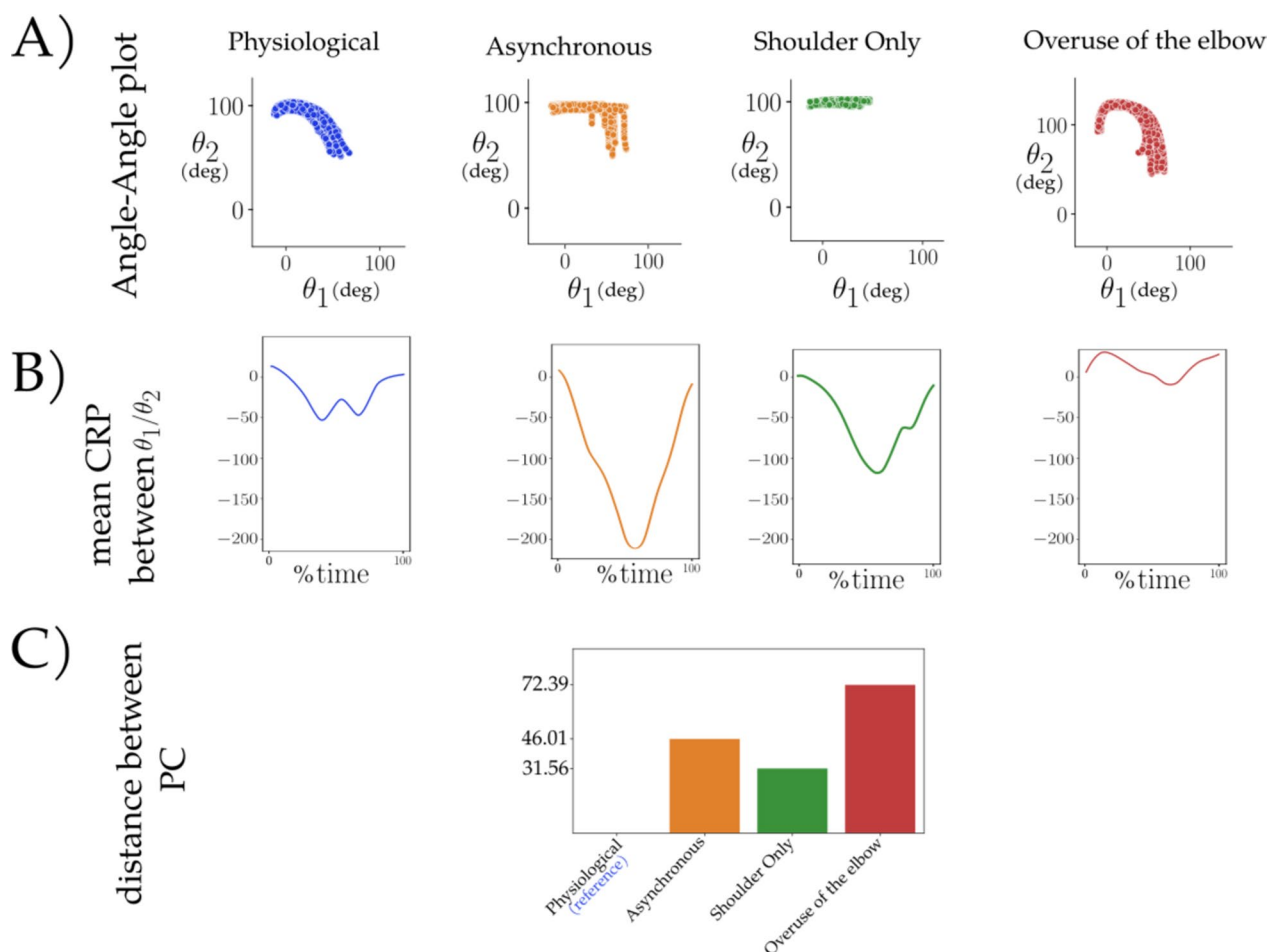 A)
Angle-Angle plot
Physiological
Asynchronous
Shoulder Only
Overuse of the elbow
100
θ2
(deg)
0
0
100
θ1 (deg)
100
θ2
(deg)
0
0
100
θ1 (deg)
100
θ2
(deg)
0
0
100
θ1 (deg)
100
θ2
(deg)
0
0
100
θ1 (deg)
B)
mean CRP
between θ1/θ2
0
−50
−100
−150
−200
0
100
%time
0
−50
−100
−150
−200
0
100
%time
0
−50
−100
−150
−200
0
100
%time
0
−50
−100
−150
−200
0
100
%time
C)
distance between
PC
72.39
46.01
31.56
Physiological
(reference)
Asynchronous
Shoulder Only
Overuse of the elbow